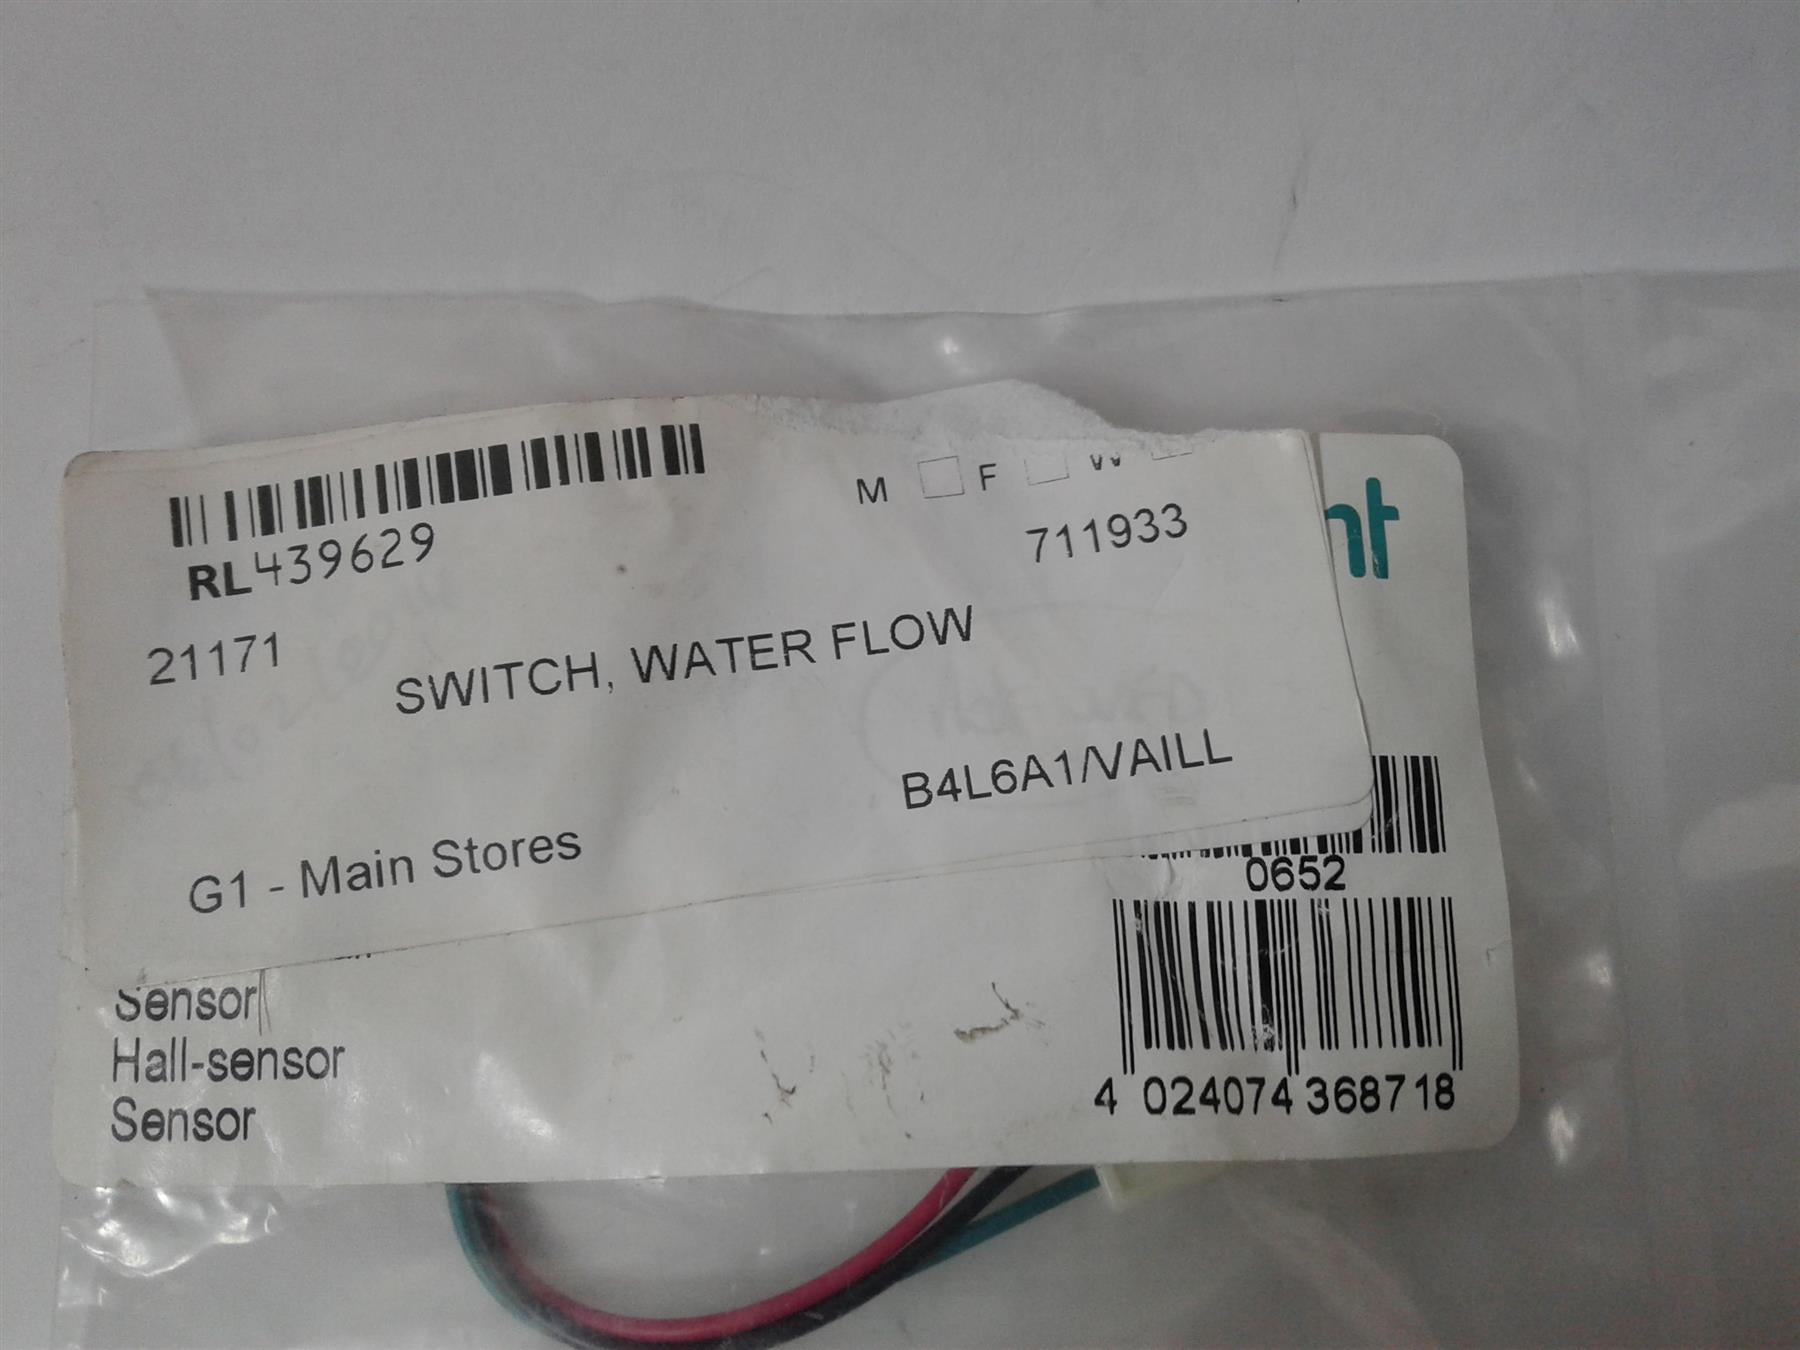 M F W
RL439629
711933
nt
21171
SWITCH, WATER FLOW
B4L6A1/VAILL
G1 - Main Stores
0652
Sensor
Hall-sensor
Sensor
4 024074 368718